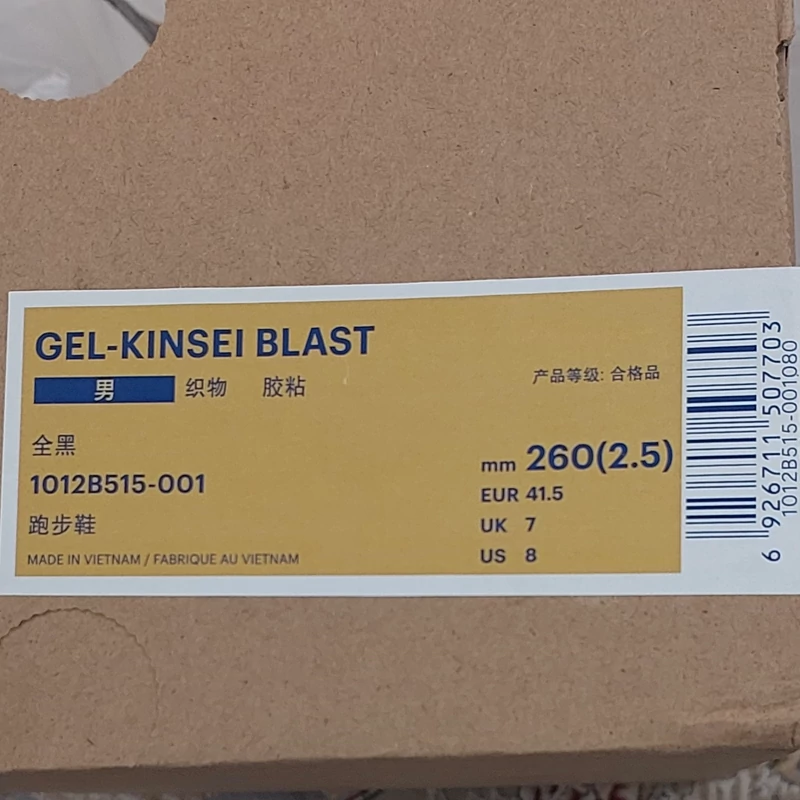 GEL-KINSEI BLAST
男 织物 胶粘
产品等级: 合格品
全黑
1012B515-001
跑步鞋
MADE IN VIETNAM / FABRIQUE AU VIETNAM
mm 260(2.5)
EUR 41.5
UK 7
US 8
6 926711 507703
1012B515-001080